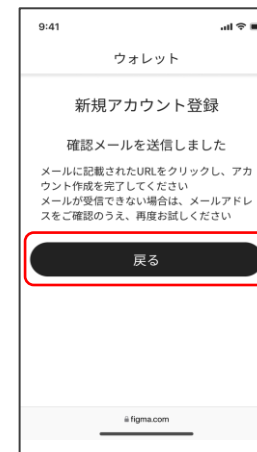 9:41
ウォレット
新規アカウント登録
確認メールを送信しました
メールに記載されたURLをクリックし、アカ
ウント作成を完了してください
メールが受信できない場合は、メールアドレ
スをご確認のうえ、再度お試しください
戻る
figma.com